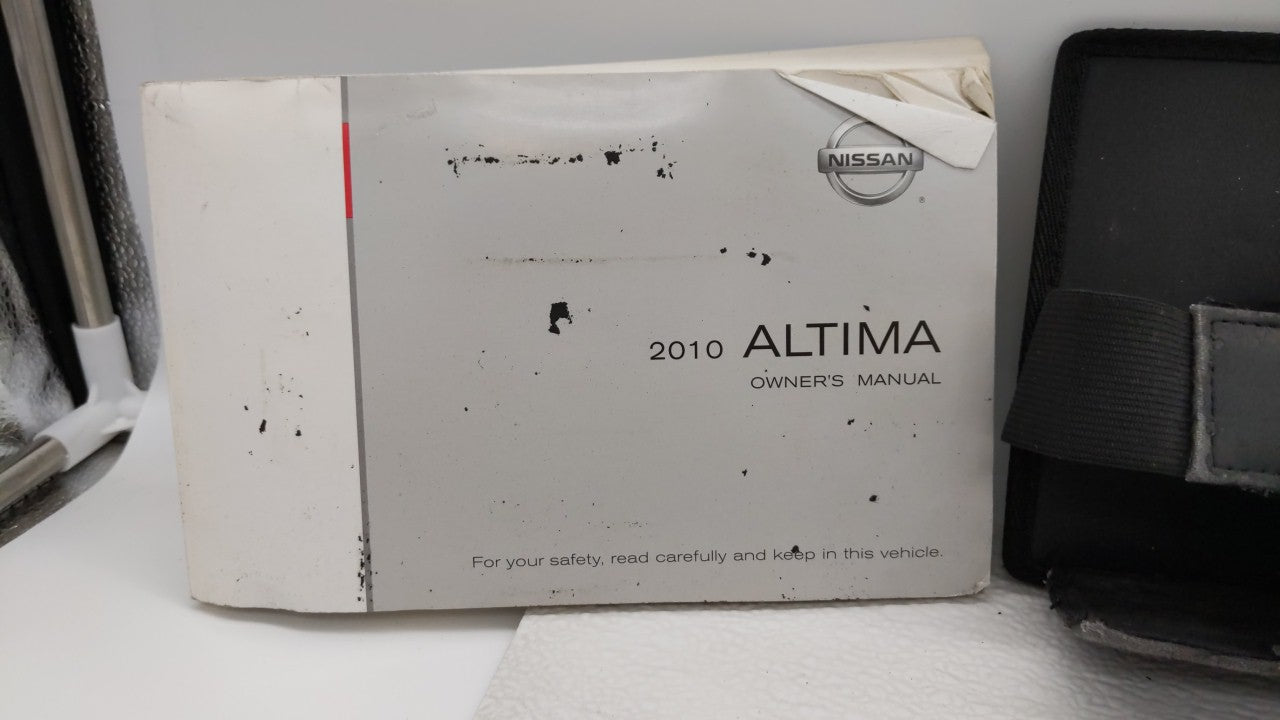 NISSAN
®
2010 ALTIMA
OWNER'S MANUAL
For your safety, read carefully and keep in this vehicle.